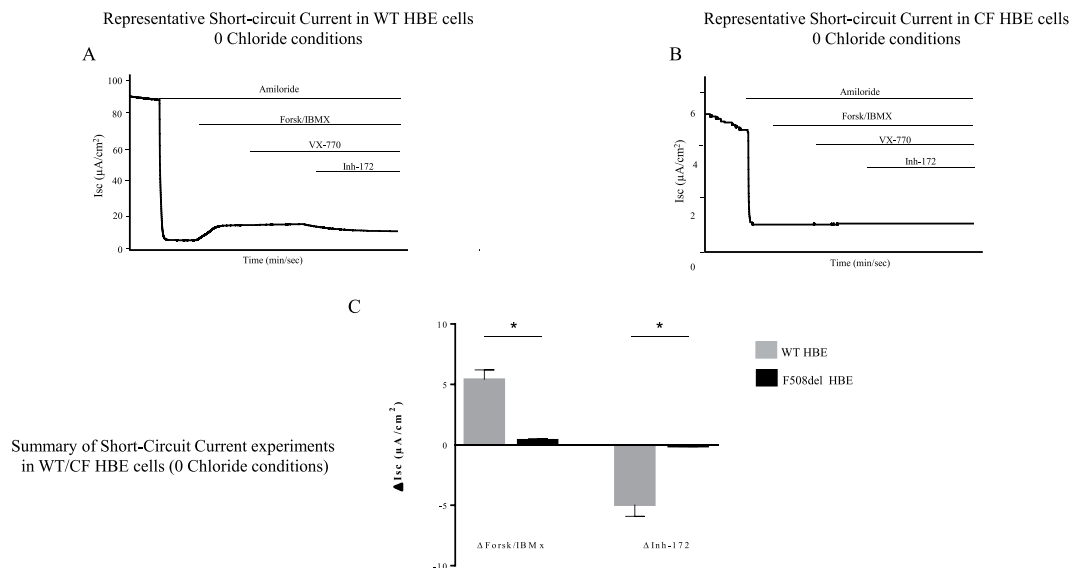 Representative Short-circuit Current in WT HBE cells
0 Chloride conditions
A
100
80
60
40
20
0
Isc (µA/cm²)
Amiloride
Forsk/IBMX
VX-770
Inh-172
Time (min/sec)
Representative Short-circuit Current in CF HBE cells
0 Chloride conditions
B
6
4
2
0
Isc (µA/cm²)
Amiloride
Forsk/IBMX
VX-770
Inh-172
Time (min/sec)
C
10
5
0
-5
-10
▲Isc (µA/cm²)
*
*
ΔForsk/IBMx
ΔInh-172
WT HBE
F508del HBE
Summary of Short-Circuit Current experiments
in WT/CF HBE cells (0 Chloride conditions)